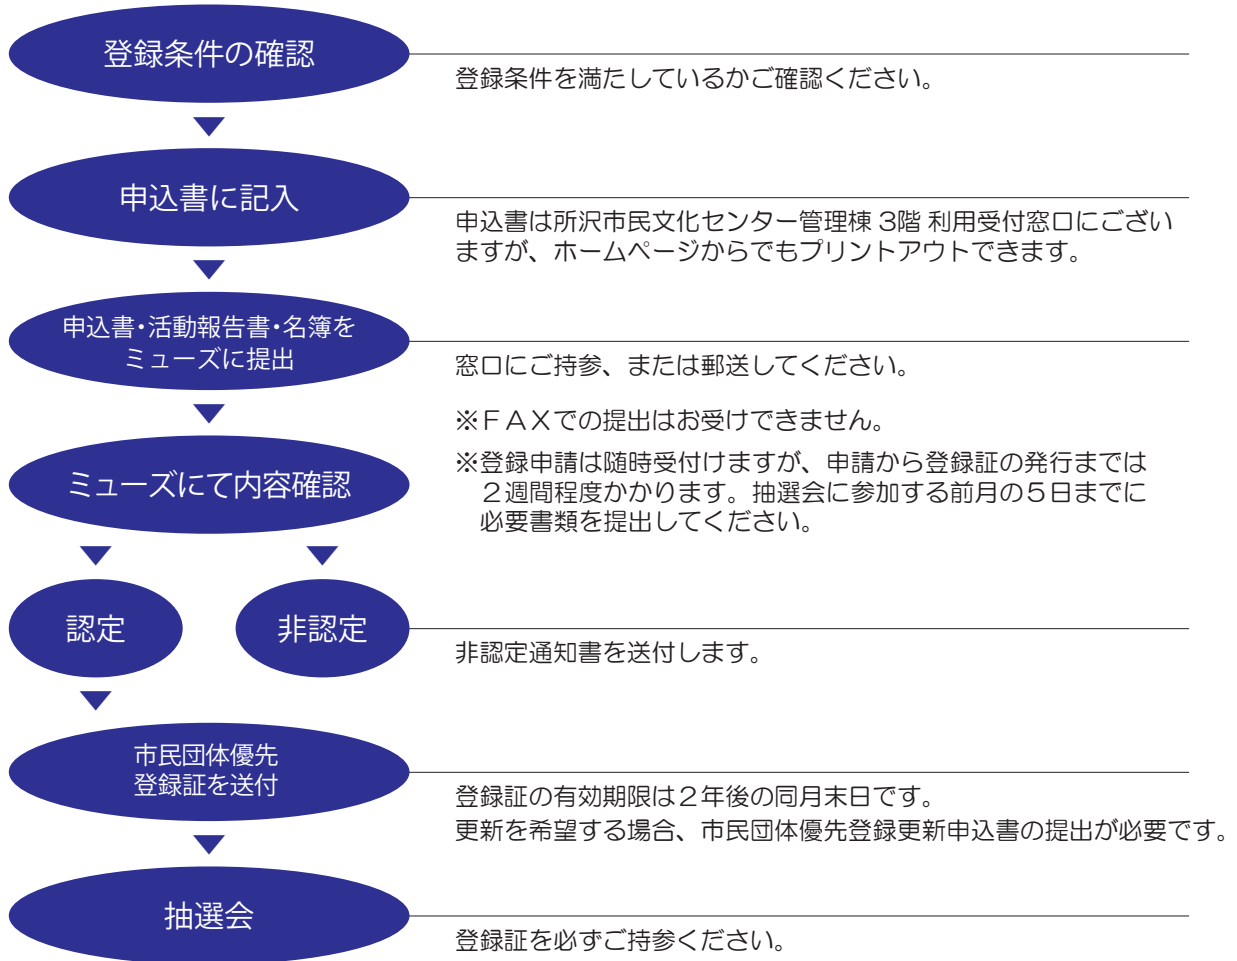 登録条件の確認
登録条件を満たしているかご確認ください。
申込書に記入
申込書は所沢市民文化センター管理棟 3階 利用受付窓口にござい
ますが、ホームページからでもプリントアウトできます。
申込書・活動報告書・名簿を
ミューズに提出
窓口にご持参、または郵送してください。
※ＦＡＸでの提出はお受けできません。
ミューズにて内容確認
※登録申請は随時受付けますが、申請から登録証の発行までは
２週間程度かかります。抽選会に参加する前月の５日までに
必要書類を提出してください。
認定
非認定
非認定通知書を送付します。
市民団体優先
登録証を送付
登録証の有効期限は２年後の同月末日です。
更新を希望する場合、市民団体優先登録更新申込書の提出が必要です。
抽選会
登録証を必ずご持参ください。